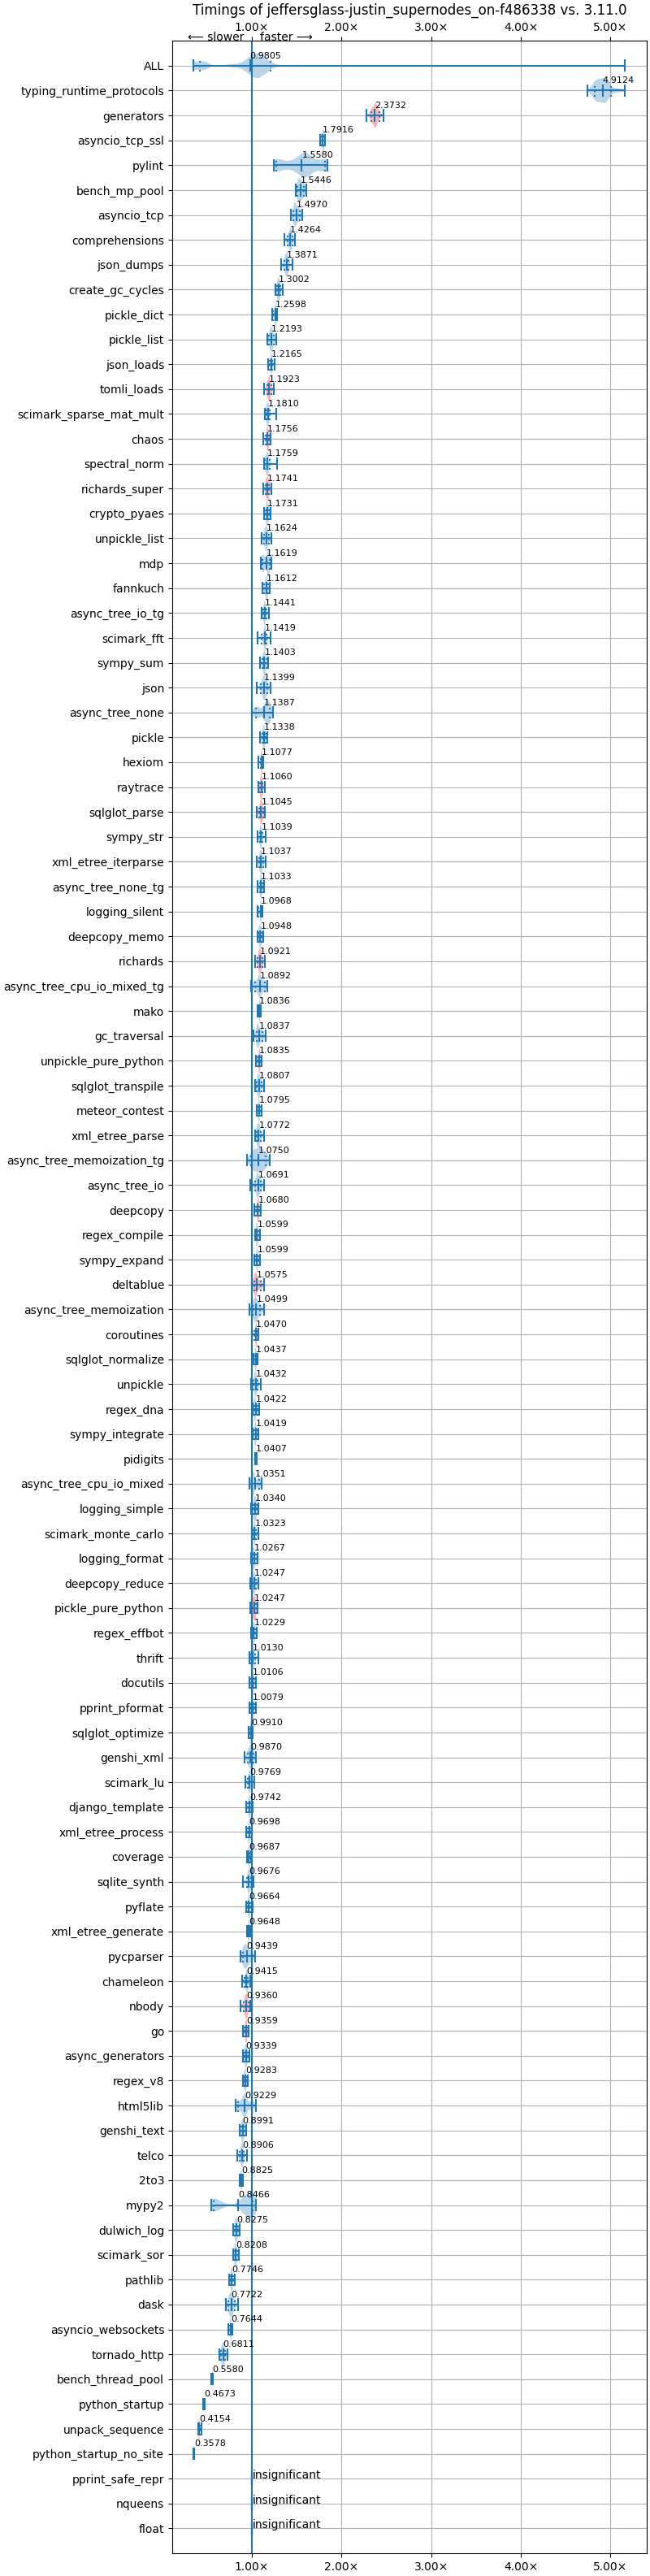 Timings of jeffersglass-justin_supernodes_on-f486338 vs. 3.11.0
1.00× 2.00× 3.00× 4.00× 5.00×
⟵ slower faster ⟶
ALL 0.9805
typing_runtime_protocols 4.9124
generators 2.3732
asyncio_tcp_ssl 1.7916
pylint 1.5580
bench_mp_pool 1.5446
asyncio_tcp 1.4970
comprehensions 1.4264
json_dumps 1.3871
create_gc_cycles 1.3002
pickle_dict 1.2598
pickle_list 1.2193
json_loads 1.2165
tomli_loads 1.1923
scimark_sparse_mat_mult 1.1810
chaos 1.1756
spectral_norm 1.1759
richards_super 1.1741
crypto_pyaes 1.1731
unpickle_list 1.1624
mdp 1.1619
fannkuch 1.1612
async_tree_io_tg 1.1441
scimark_fft 1.1419
sympy_sum 1.1403
json 1.1399
async_tree_none 1.1387
pickle 1.1338
hexiom 1.1077
raytrace 1.1060
sqlglot_parse 1.1045
sympy_str 1.1039
xml_etree_iterparse 1.1037
async_tree_none_tg 1.1033
logging_silent 1.0968
deepcopy_memo 1.0948
richards 1.0921
async_tree_cpu_io_mixed_tg 1.0892
mako 1.0836
gc_traversal 1.0837
unpickle_pure_python 1.0835
sqlglot_transpile 1.0807
meteor_contest 1.0795
xml_etree_parse 1.0772
async_tree_memoization_tg 1.0750
async_tree_io 1.0691
deepcopy 1.0680
regex_compile 1.0599
sympy_expand 1.0599
deltablue 1.0575
async_tree_memoization 1.0499
coroutines 1.0470
sqlglot_normalize 1.0437
unpickle 1.0432
regex_dna 1.0422
sympy_integrate 1.0419
pidigits 1.0407
async_tree_cpu_io_mixed 1.0351
logging_simple 1.0340
scimark_monte_carlo 1.0323
logging_format 1.0267
deepcopy_reduce 1.0247
pickle_pure_python 1.0247
regex_effbot 1.0229
thrift 1.0130
docutils 1.0106
pprint_pformat 1.0079
sqlglot_optimize 0.9910
genshi_xml 0.9870
scimark_lu 0.9769
django_template 0.9742
xml_etree_process 0.9698
coverage 0.9687
sqlite_synth 0.9676
pyflate 0.9664
xml_etree_generate 0.9648
pycparser 0.9439
chameleon 0.9415
nbody 0.9360
go 0.9359
async_generators 0.9339
regex_v8 0.9283
html5lib 0.9229
genshi_text 0.8991
telco 0.8906
2to3 0.8825
mypy2 0.8466
dulwich_log 0.8275
scimark_sor 0.8208
pathlib 0.7746
dask 0.7722
asyncio_websockets 0.7644
tornado_http 0.6811
bench_thread_pool 0.5580
python_startup 0.4673
unpack_sequence 0.4154
python_startup_no_site 0.3578
pprint_safe_repr insignificant
nqueens insignificant
float insignificant
1.00× 2.00× 3.00× 4.00× 5.00×